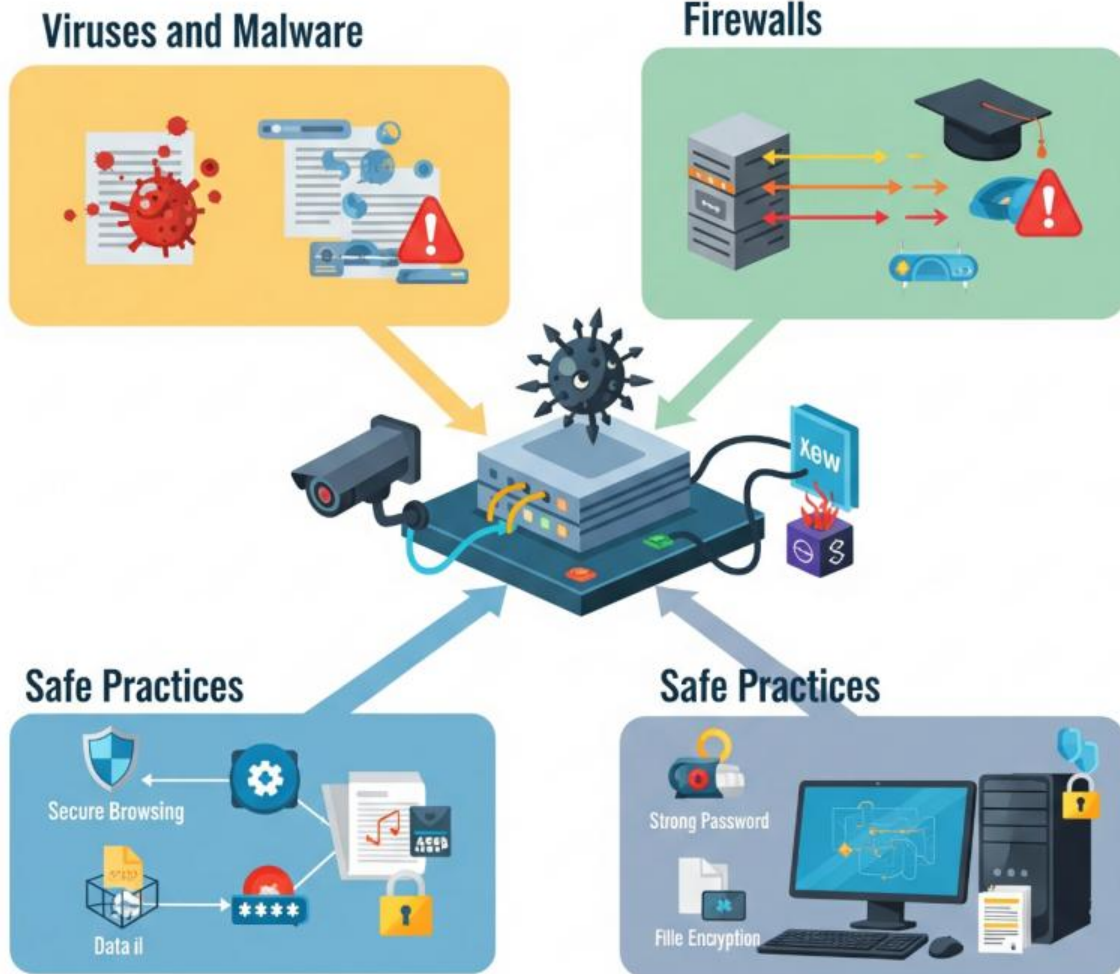 Viruses and Malware
Firewalls
Xew
S
Safe Practices
Safe Practices
Secure Browsing
****
Data il
Strong Password
Fille Encryption